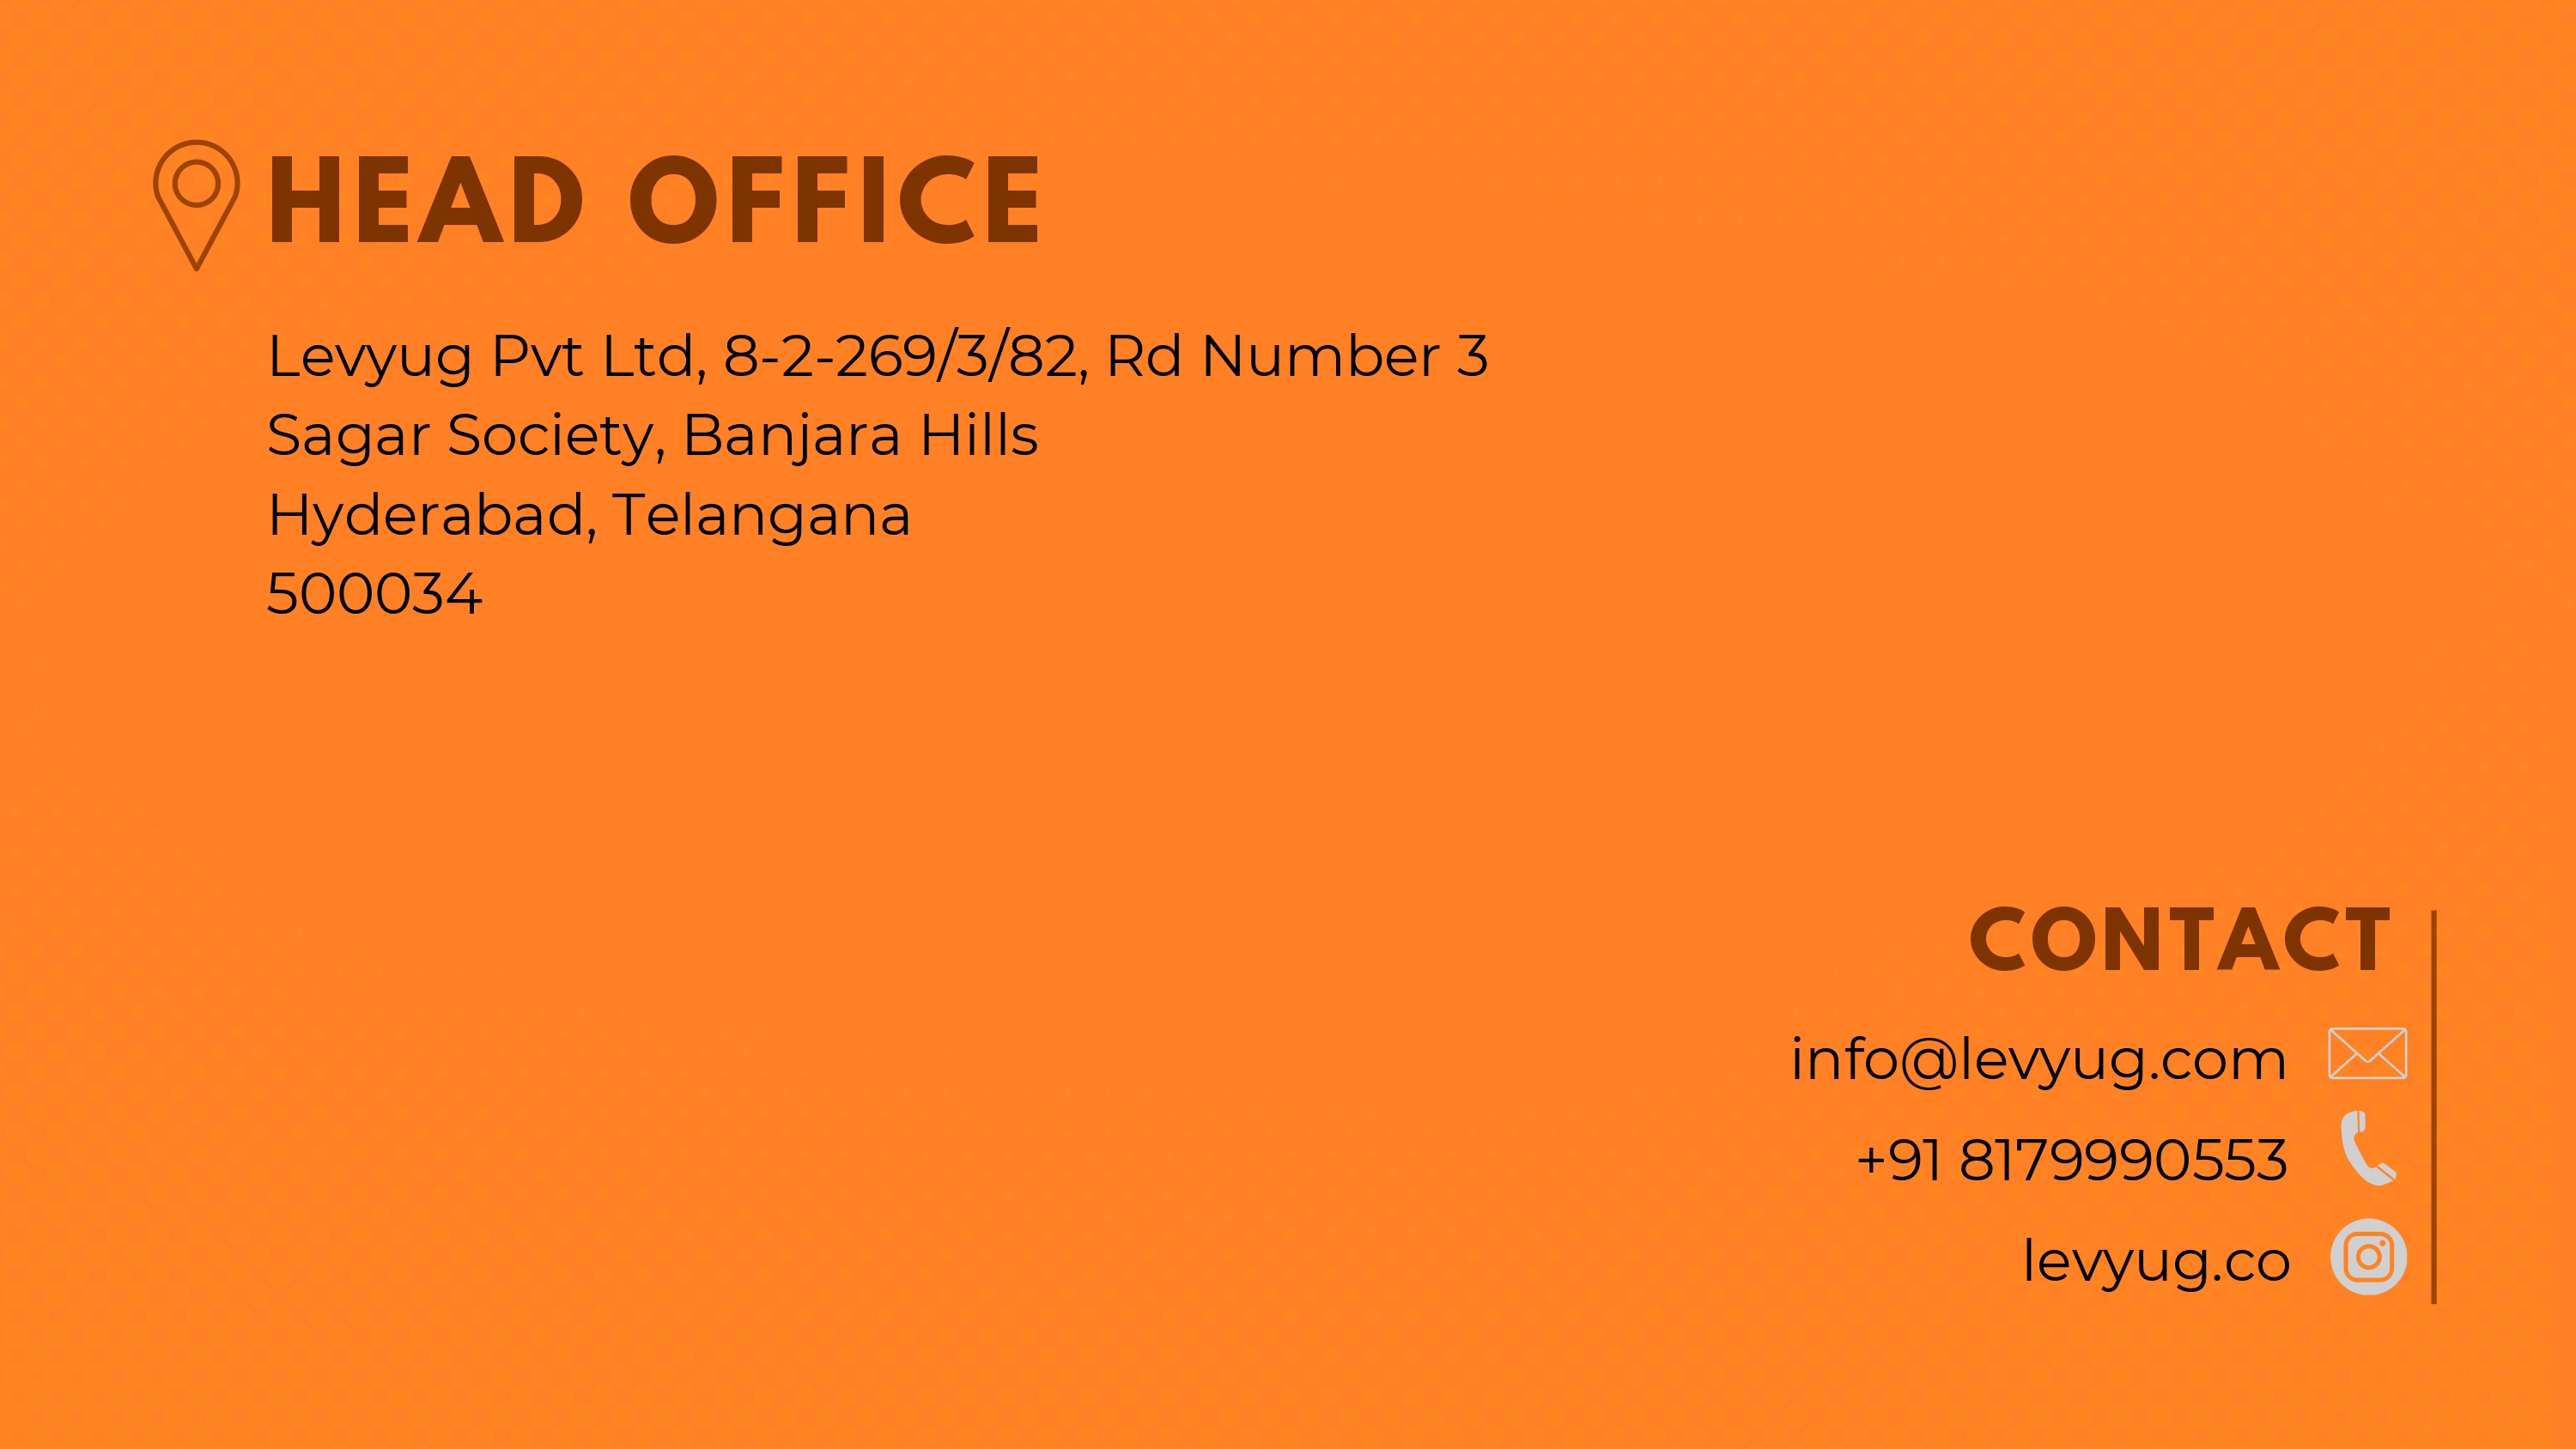 HEAD OFFICE
Levyug Pvt Ltd, 8-2-269/3/82, Rd Number 3
Sagar Society, Banjara Hills
Hyderabad, Telangana
500034
CONTACT
info@levyug.com
+91 8179990553
levyug.co